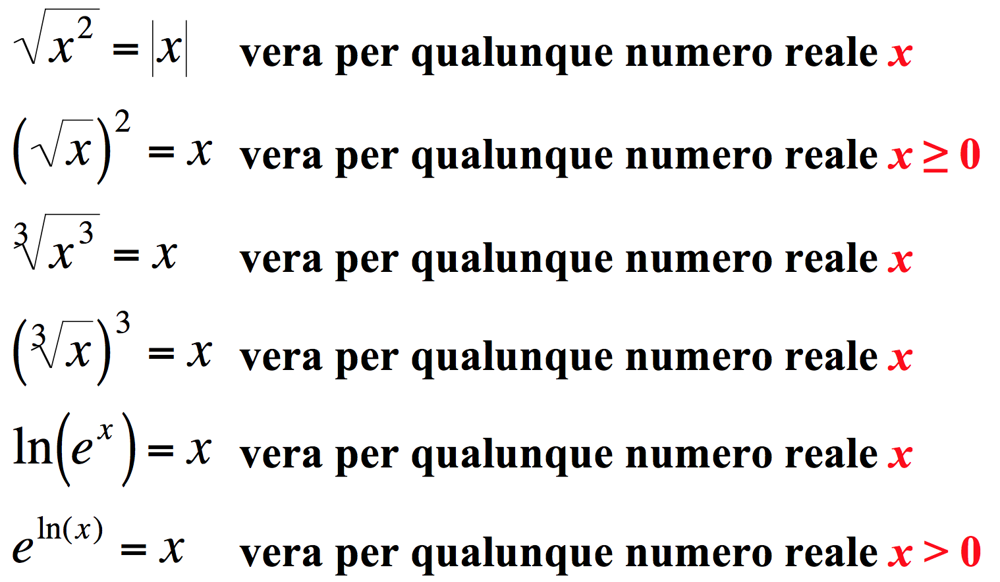 √x² = |x| vera per qualunque numero reale x
(√x)² = x vera per qualunque numero reale x ≥ 0
∛x³ = x vera per qualunque numero reale x
(∛x)³ = x vera per qualunque numero reale x
ln(eˣ) = x vera per qualunque numero reale x
e^ln(x) = x vera per qualunque numero reale x > 0